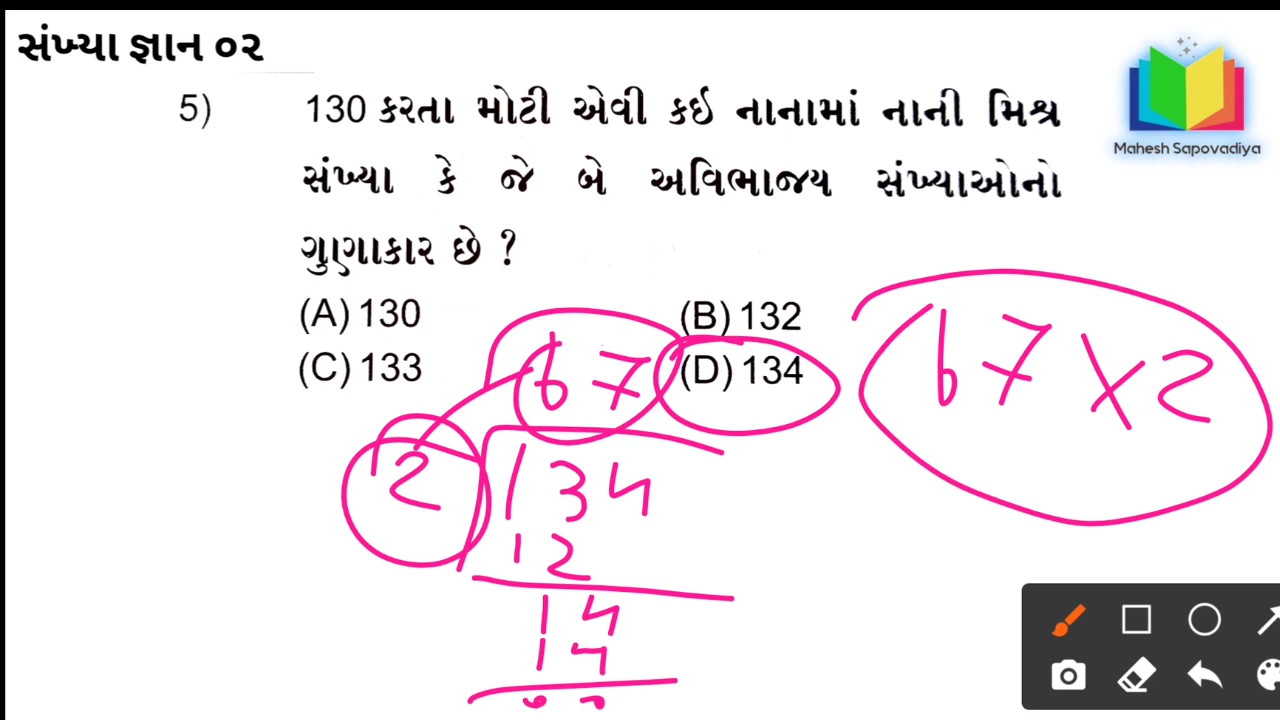 સંખ્યા જ્ઞાન ૦૨
Mahesh Sapovadiya
5) 130 કરતા મોટી એવી કઈ નાનામાં નાની મિશ્ર
સંખ્યા કે જે બે અવિભાજ્ય સંખ્યાઓનો
ગુણાકાર છે ?
(A) 130 (B) 132
(C) 133 (D) 134
67
67 X 2
2 134
12
14
14